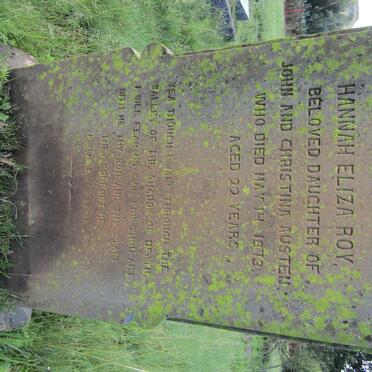 HANNAH ELIZA ROY
BELOVED DAUGHTER OF
JOHN AND CHRISTINA AUSTEN,
WHO DIED MAY 14, 1873,
AGED 22 YEARS,
YEA THOUGH I WALK THROUGH THE
VALLEY OF THE SHADOW OF DEATH,
I WILL FEAR NO EVIL FOR THOU ART
WITH ME THY ROD AND THY STAFF
THEY COMFORT ME